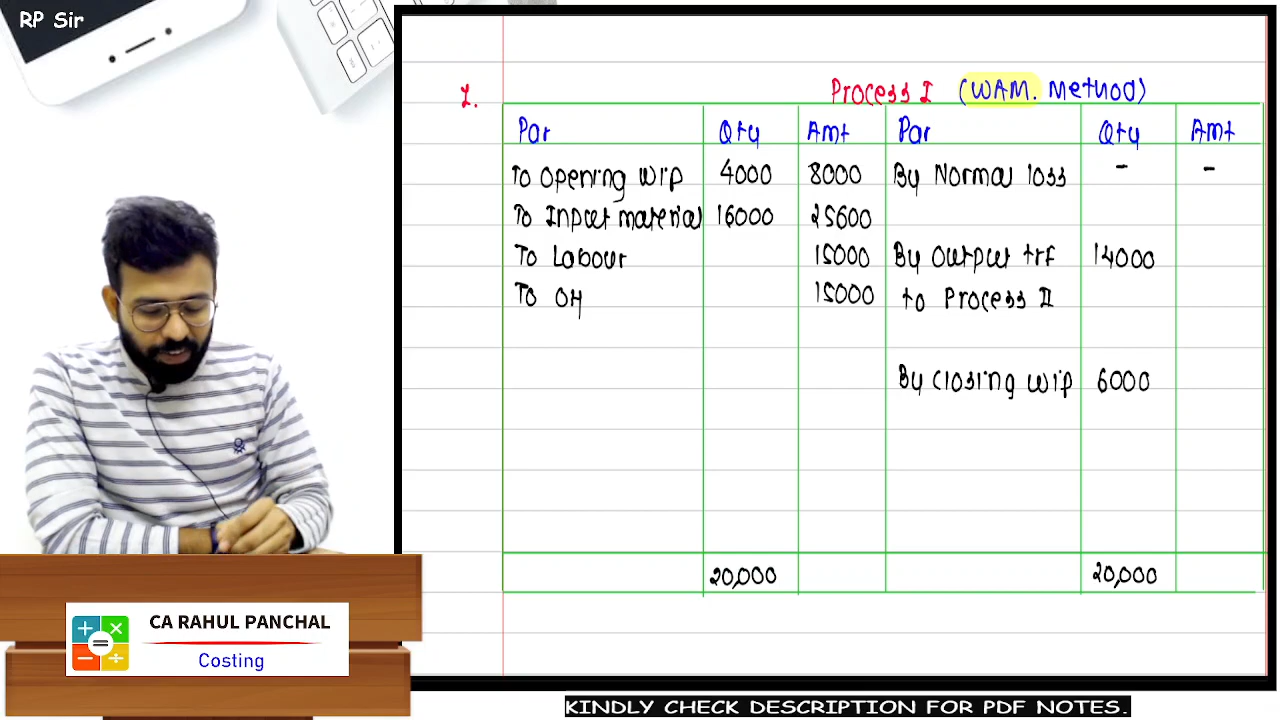 RP Sir
1. Process I (WAM. Method)
Par Qty Amt Par Qty Amt
To Opening WIP 4000 8000 By Normal loss - -
To Input material 16000 25600
To Labour 15000 By Output trf 14000
To OH 15000 to Process II
By Closing WIP 6000
20,000 20,000
CA RAHUL PANCHAL
Costing
KINDLY CHECK DESCRIPTION FOR PDF NOTES.